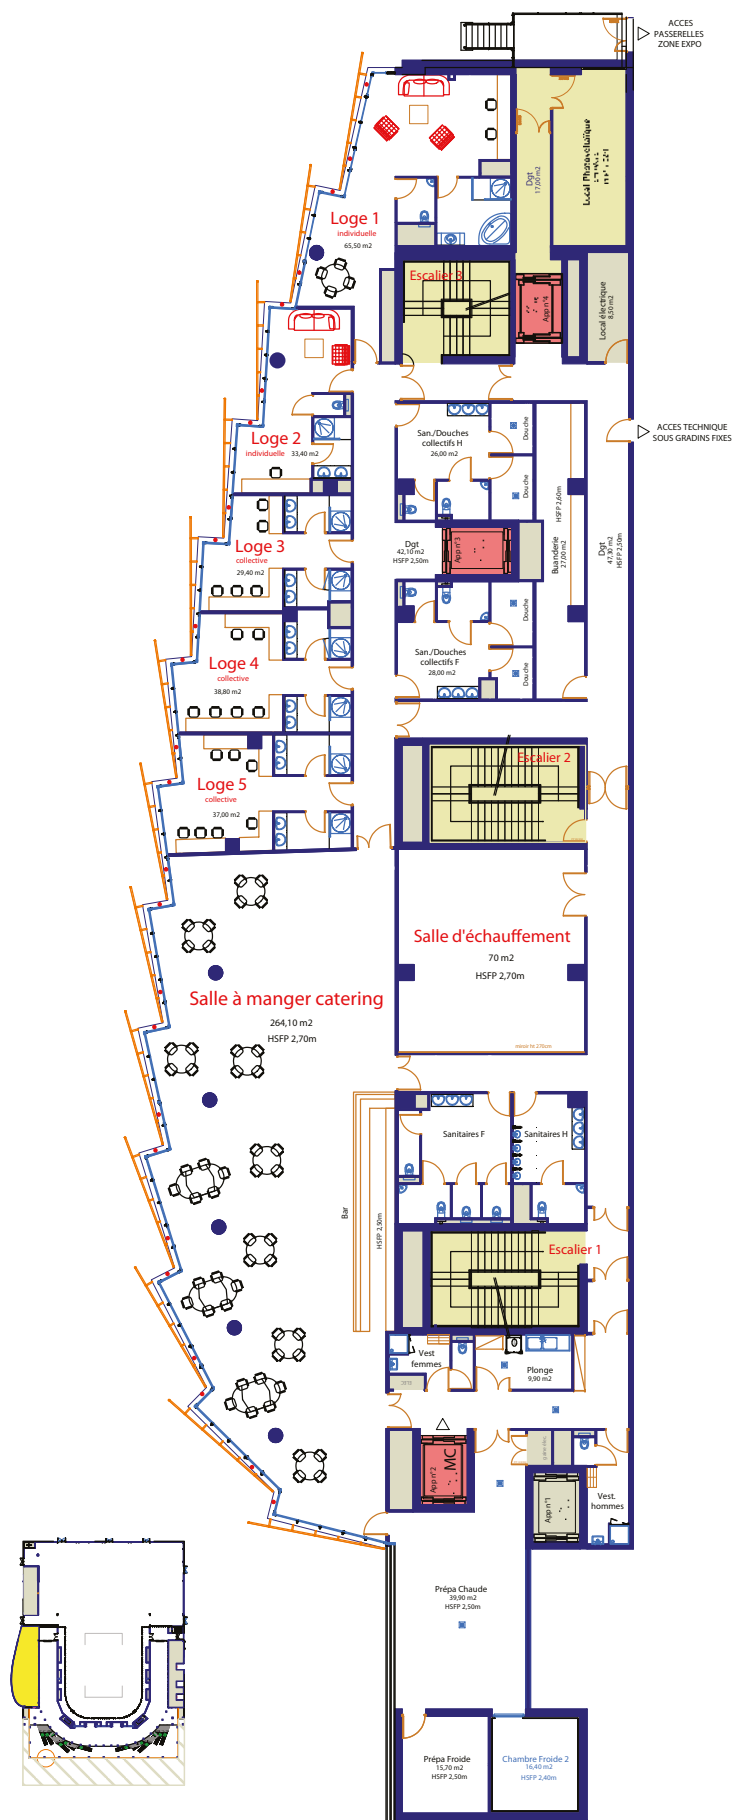 ACCES
PASSERELLES
ZONE EXPO
Local Photovoltaïque
Dgt
17,00 m2
Loge 1
individuelle
65,50 m2
Escalier 3
App n°4
Local électrique
8,50 m2
ACCES TECHNIQUE
SOUS GRADINS FIXES
Loge 2
individuelle
33,40 m2
San./Douches
collectifs H
26,00 m2
Douche
Douche
HSFP 2,60m
Buanderie
27,00 m2
Dgt
47,30 m2
HSFP 2,50m
Loge 3
collective
29,40 m2
Dgt
42,10 m2
HSFP 2,50m
App n°3
Loge 4
collective
38,80 m2
San./Douches
collectifs F
28,00 m2
Douche
Douche
Escalier 2
Loge 5
collective
37,00 m2
Salle d'échauffement
70 m2
HSFP 2,70m
Salle à manger catering
264,10 m2
HSFP 2,70m
Sanitaires F
Sanitaires H
Bar
HSFP 2,50m
Escalier 1
Vest
femmes
Plonge
9,90 m2
App n°2
MC
App n°1
Vest.
hommes
Prépa Chaude
39,90 m2
HSFP 2,50m
Prépa Froide
15,70 m2
HSFP 2,50m
Chambre Froide 2
16,40 m2
HSFP 2,40m